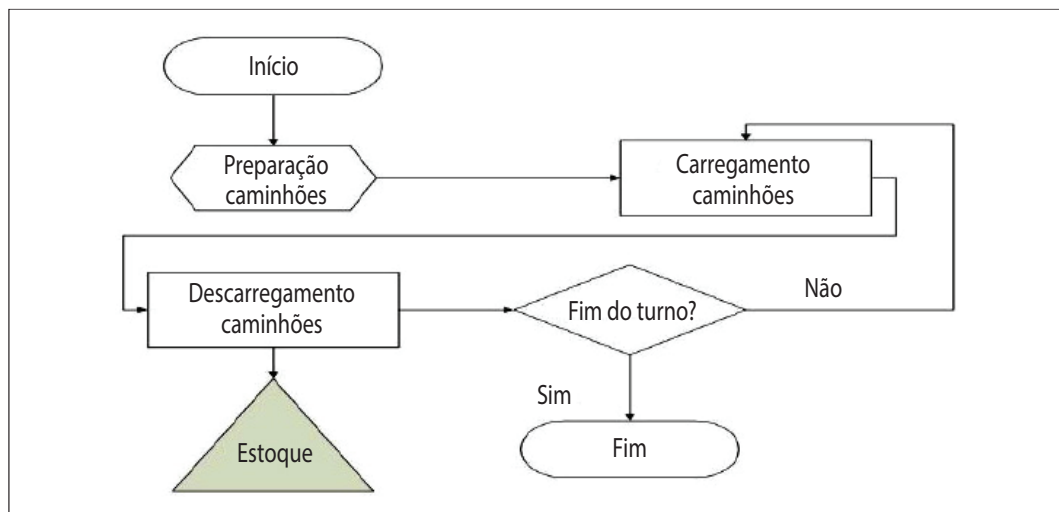 Início
Preparação
caminhões
Carregamento
caminhões
Descarregamento
caminhões
Fim do turno?
Não
Sim
Estoque
Fim